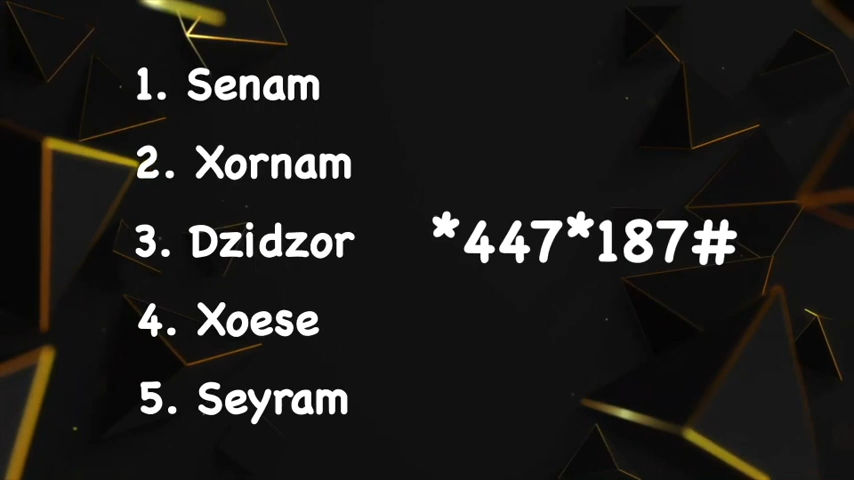 1. Senam
2. Xornam
3. Dzidzor
*447*187#
4. Xoese
5. Seyram